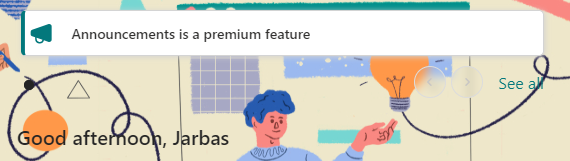 Announcements is a premium feature
See all
Good afternoon, Jarbas